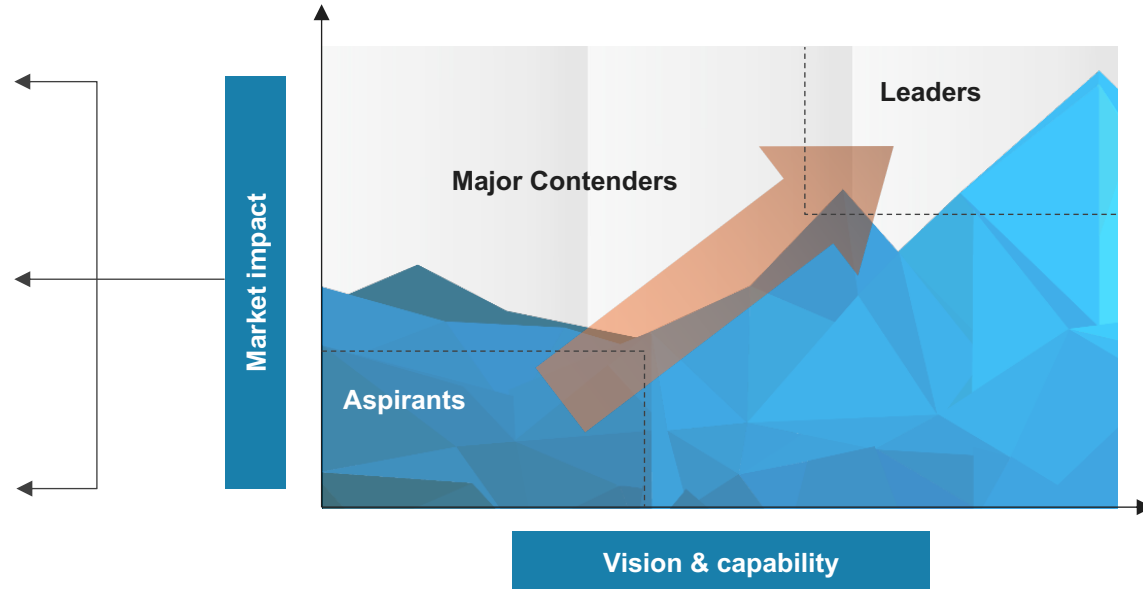 Leaders
Major Contenders
Market impact
Aspirants
Vision & capability